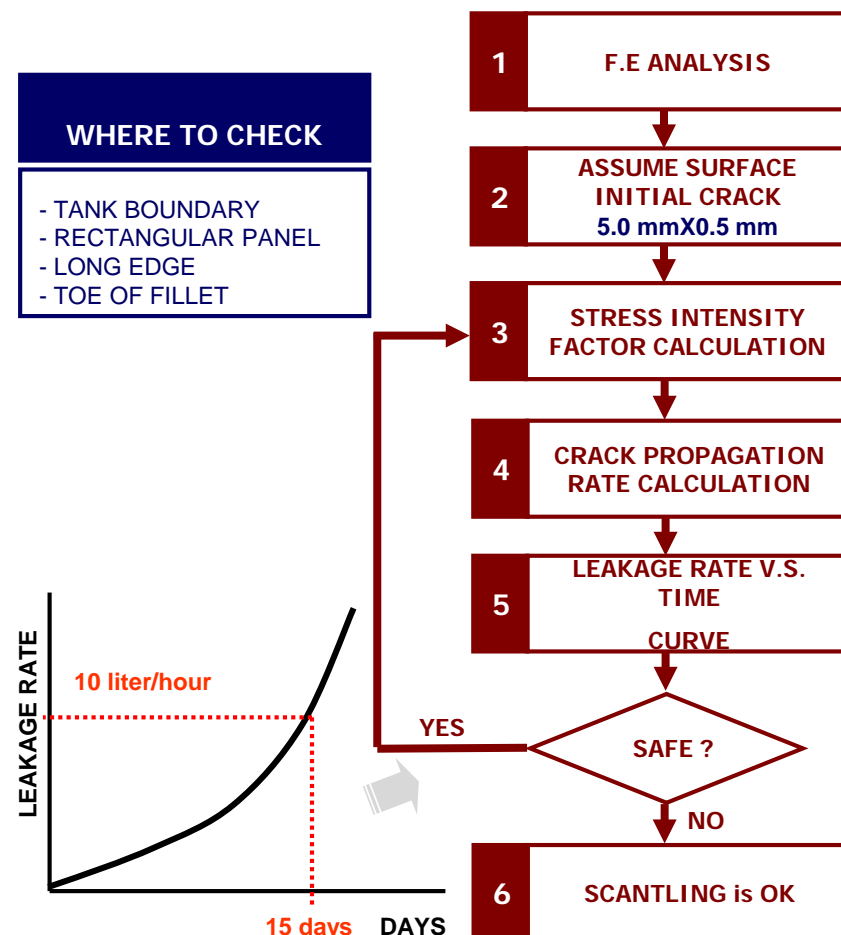 WHERE TO CHECK
- TANK BOUNDARY
- RECTANGULAR PANEL
- LONG EDGE
- TOE OF FILLET
1
F.E ANALYSIS
2
ASSUME SURFACE
INITIAL CRACK
5.0 mmX0.5 mm
3
STRESS INTENSITY
FACTOR CALCULATION
4
CRACK PROPAGATION
RATE CALCULATION
5
LEAKAGE RATE V.S.
TIME
CURVE
YES
SAFE ?
NO
6
SCANTLING is OK
LEAKAGE RATE
10 liter/hour
15 days
DAYS